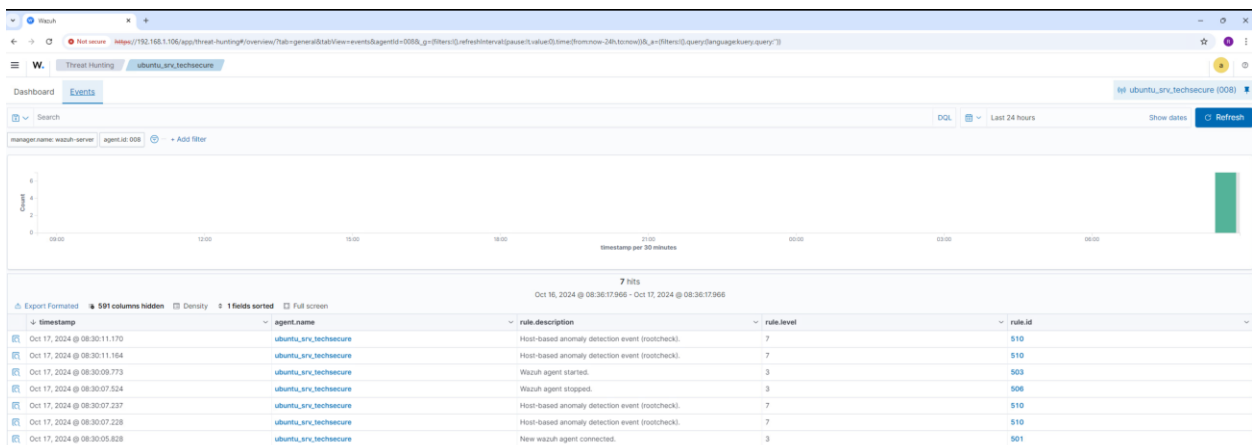 Wazuh
Not secure https://192.168.1.106/app/threat-hunting#/overview/?tab=general&tabView=events&agentId=008&_g=(filters:!(),refreshInterval:(pause:!t,value:0),time:(from:now-24h,to:now))&_a=(filters:!(),query:(language:kuery,query:''))
W. Threat Hunting ubuntu_srv_techsecure a
Dashboard Events ubuntu_srv_techsecure (008)
Search DQL Last 24 hours Show dates Refresh
manager.name: wazuh-server agent.id: 008 + Add filter
Count
6
4
2
0
09:00 12:00 15:00 18:00 21:00 00:00 03:00 06:00
timestamp per 30 minutes
7 hits
Oct 16, 2024 @ 08:36:17.966 - Oct 17, 2024 @ 08:36:17.966
Export Formated 591 columns hidden Density 1 fields sorted Full screen
timestamp agent.name rule.description rule.level rule.id
Oct 17, 2024 @ 08:30:11.170 ubuntu_srv_techsecure Host-based anomaly detection event (rootcheck). 7 510
Oct 17, 2024 @ 08:30:11.164 ubuntu_srv_techsecure Host-based anomaly detection event (rootcheck). 7 510
Oct 17, 2024 @ 08:30:09.773 ubuntu_srv_techsecure Wazuh agent started. 3 503
Oct 17, 2024 @ 08:30:07.524 ubuntu_srv_techsecure Wazuh agent stopped. 3 506
Oct 17, 2024 @ 08:30:07.237 ubuntu_srv_techsecure Host-based anomaly detection event (rootcheck). 7 510
Oct 17, 2024 @ 08:30:07.228 ubuntu_srv_techsecure Host-based anomaly detection event (rootcheck). 7 510
Oct 17, 2024 @ 08:30:05.828 ubuntu_srv_techsecure New wazuh agent connected. 3 501